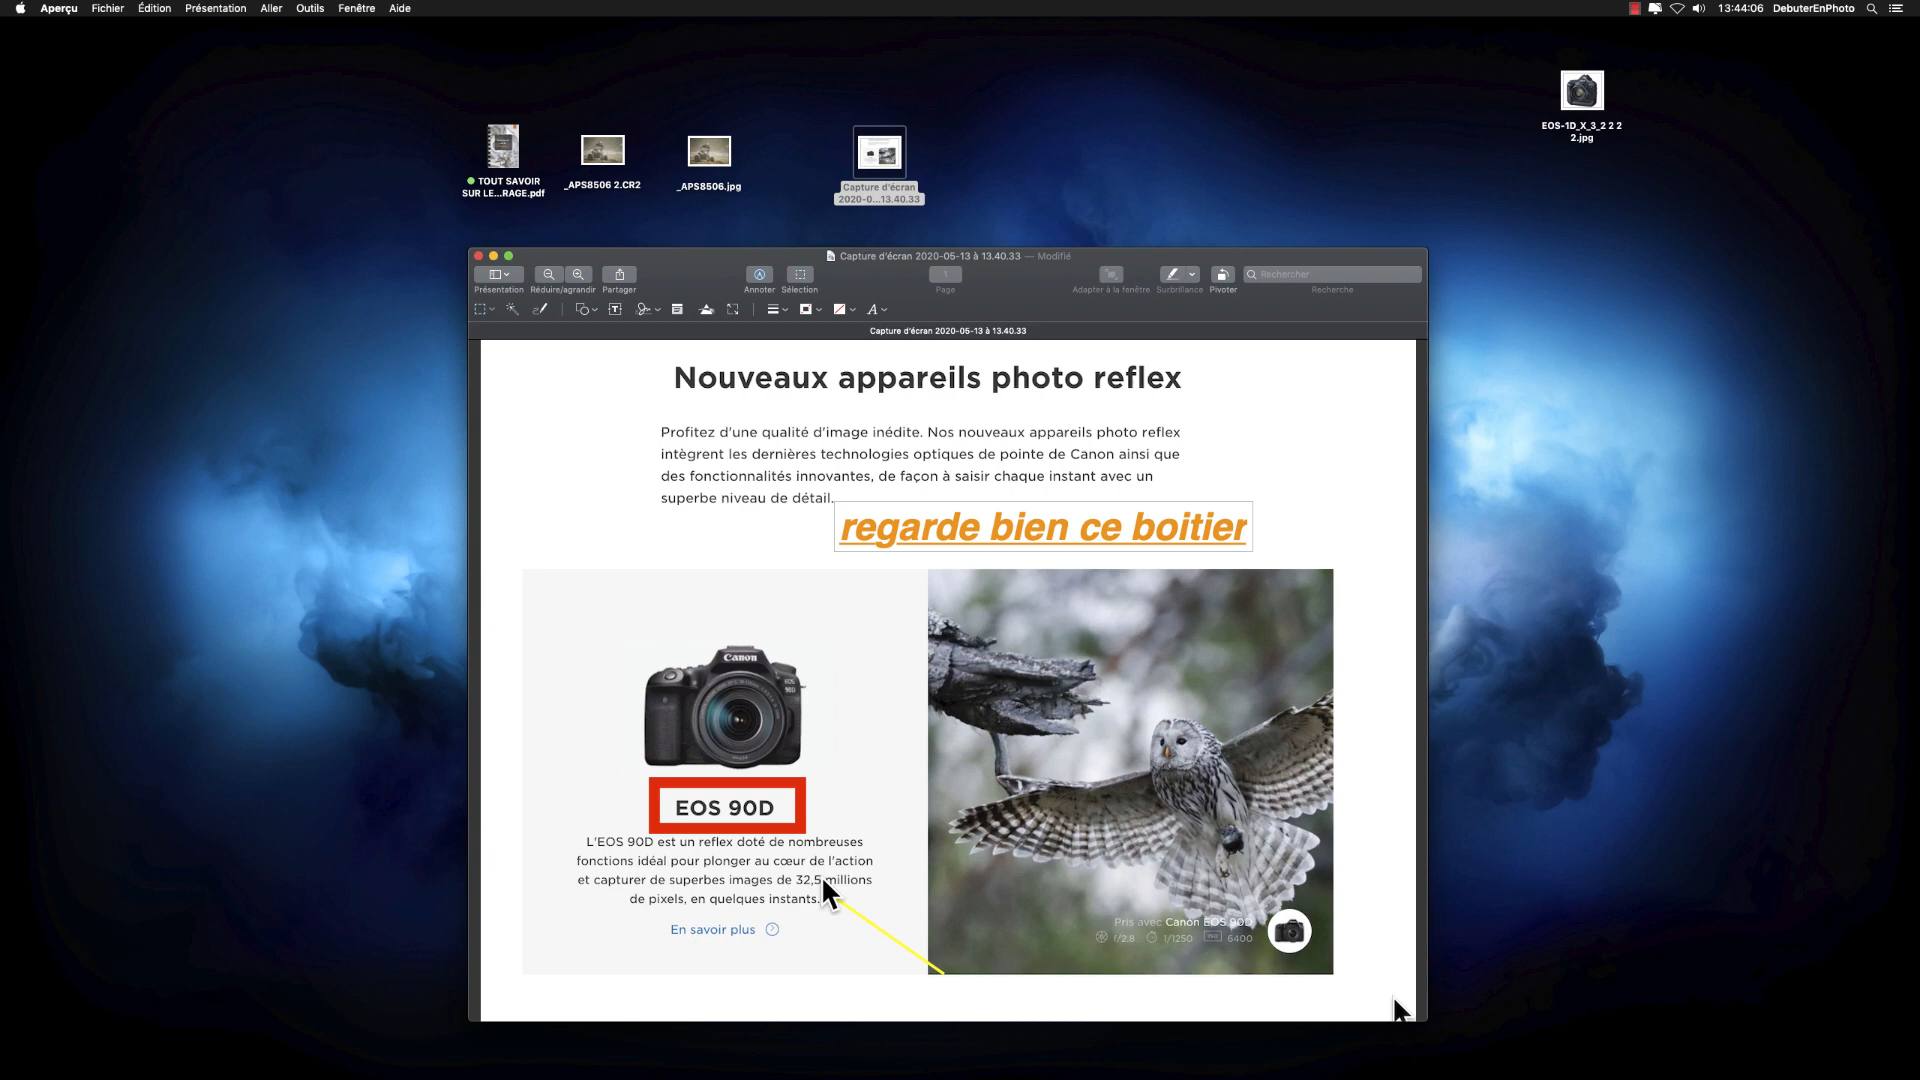 Aperçu Fichier Édition Présentation Aller Outils Fenêtre Aide
13:44:06 DebuterEnPhoto
EOS-1D_X_3_2 2 2
2.jpg
TOUT SAVOIR
SUR LE...RAGE.pdf
_APS8506 2.CR2
_APS8506.jpg
Capture d'écran
2020-0...13.40.33
Capture d'écran 2020-05-13 à 13.40.33 — Modifié
1
Rechercher
Présentation Réduire/agrandir Partager Annoter Sélection Page Adapter à la fenêtre Surbrillance Pivoter Recherche
Capture d'écran 2020-05-13 à 13.40.33
Nouveaux appareils photo reflex
Profitez d'une qualité d'image inédite. Nos nouveaux appareils photo reflex
intègrent les dernières technologies optiques de pointe de Canon ainsi que
des fonctionnalités innovantes, de façon à saisir chaque instant avec un
superbe niveau de détail.
regarde bien ce boitier
Canon
EOS
90D
EOS 90D
L'EOS 90D est un reflex doté de nombreuses
fonctions idéal pour plonger au cœur de l'action
et capturer de superbes images de 32,5 millions
de pixels, en quelques instants.
En savoir plus
Pris avec Canon EOS 90D
f/2.8 1/1250 6400